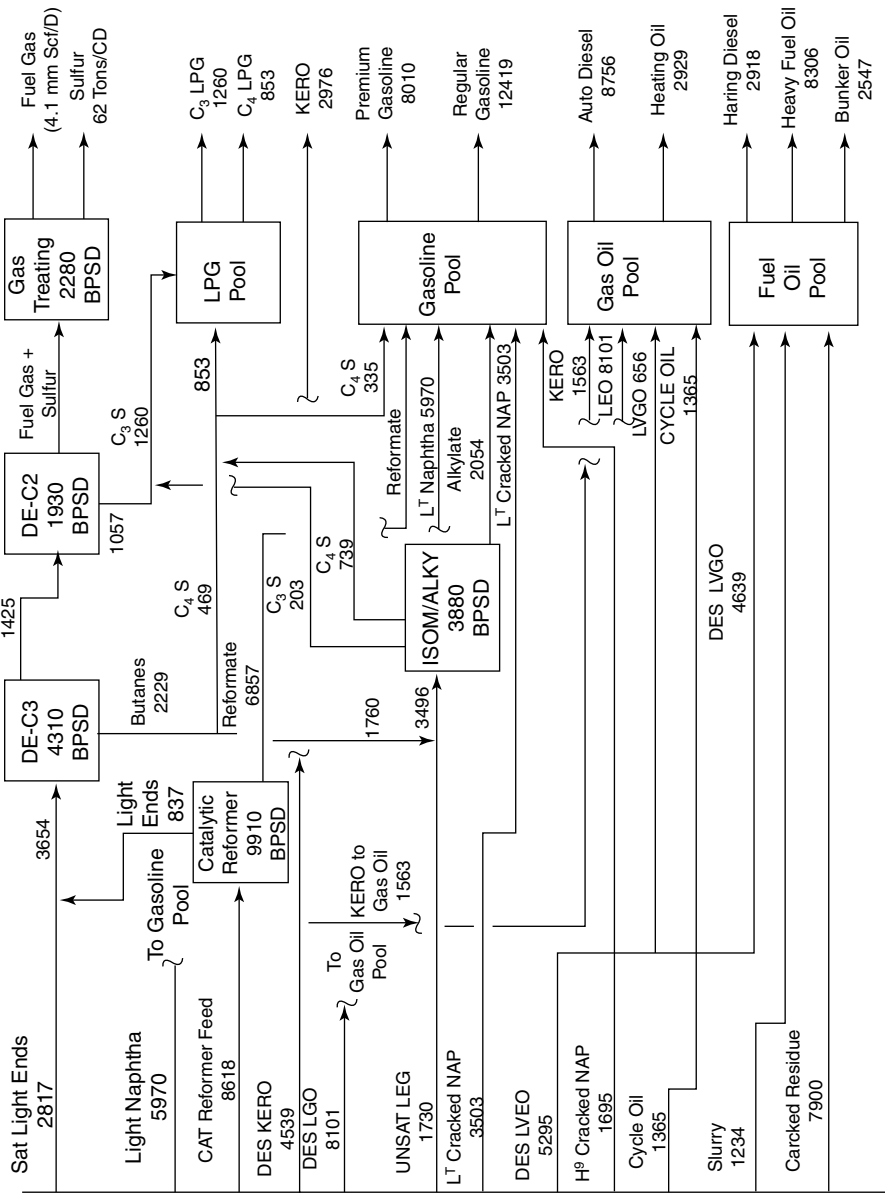 Sat Light Ends
2817
3654
DE-C3
4310
BPSD
1425
DE-C2
1930
BPSD
Fuel Gas +
Sulfur
Gas
Treating
2280
BPSD
Fuel Gas
(4.1 mm Scf/D)
Sulfur
62 Tons/CD
Light Naphtha
5970
To Gasoline
Pool
Light
Ends
837
Butanes
2229
C4 S
469
1057
C3 S
1260
853
LPG
Pool
C3 LPG
1260
C4 LPG
853
CAT Reformer Feed
8618
Catalytic
Reformer
9910
BPSD
Reformate
6857
C3 S
203
C4 S
739
KERO
2976
DES KERO
4539
DES LGO
8101
To
Gas Oil
Pool
KERO to
Gas Oil
1563
1760
3496
ISOM/ALKY
3880
BPSD
C4 S
335
Reformate
LT Naphtha 5970
Alkylate
2054
LT Cracked NAP 3503
Gasoline
Pool
Premium
Gasoline
8010
Regular
Gasoline
12419
UNSAT LEG
1730
LT Cracked NAP
3503
DES LVEO
5295
H9 Cracked NAP
1695
Cycle Oil
1365
KERO
1563
LEO 8101
LVGO 656
CYCLE OIL
1365
Gas Oil
Pool
Auto Diesel
8756
Heating Oil
2929
DES LVGO
4639
Slurry
1234
Carcked Residue
7900
Fuel
Oil
Pool
Haring Diesel
2918
Heavy Fuel Oil
8306
Bunker Oil
2547